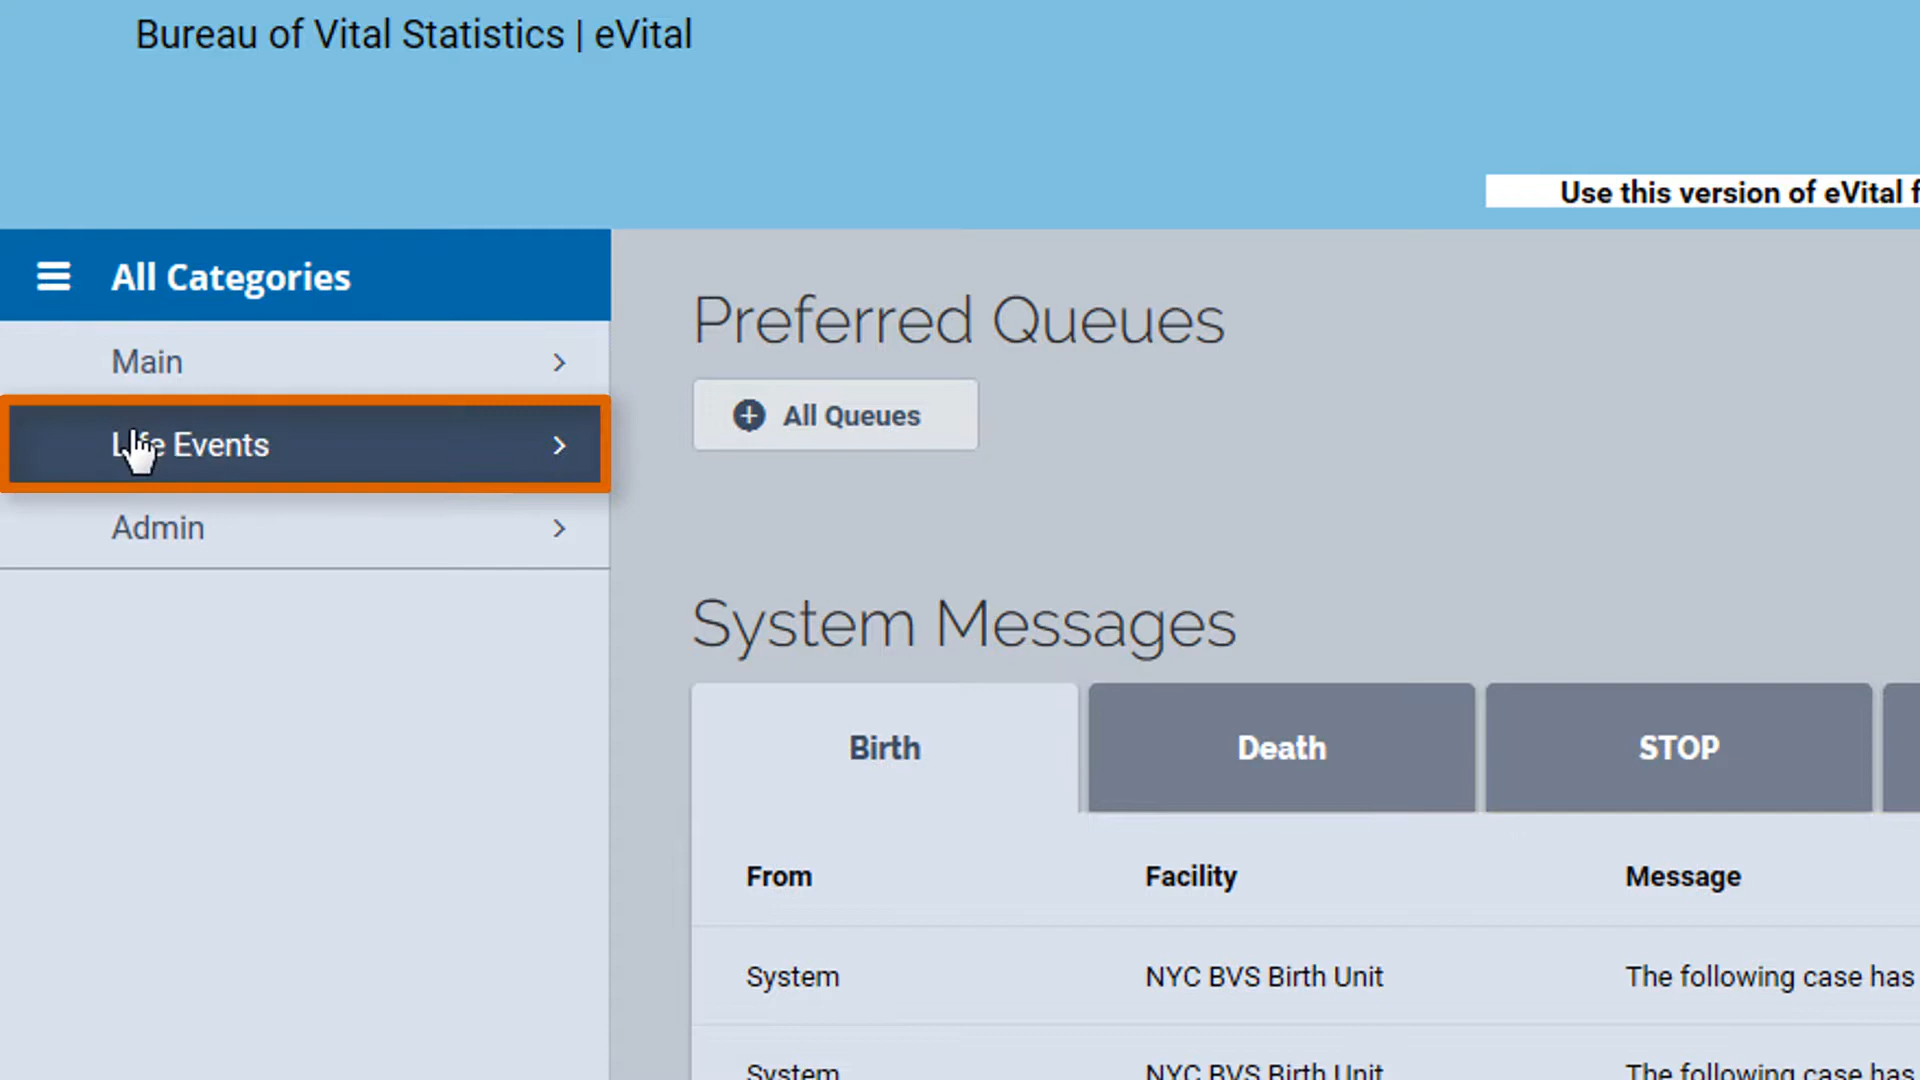 Bureau of Vital Statistics | eVital
Use this version of eVital f
All Categories
Main
Life Events
Admin
Preferred Queues
All Queues
System Messages
Birth Death STOP
From Facility Message
System NYC BVS Birth Unit The following case has
System NYC BVS Birth Unit The following case has